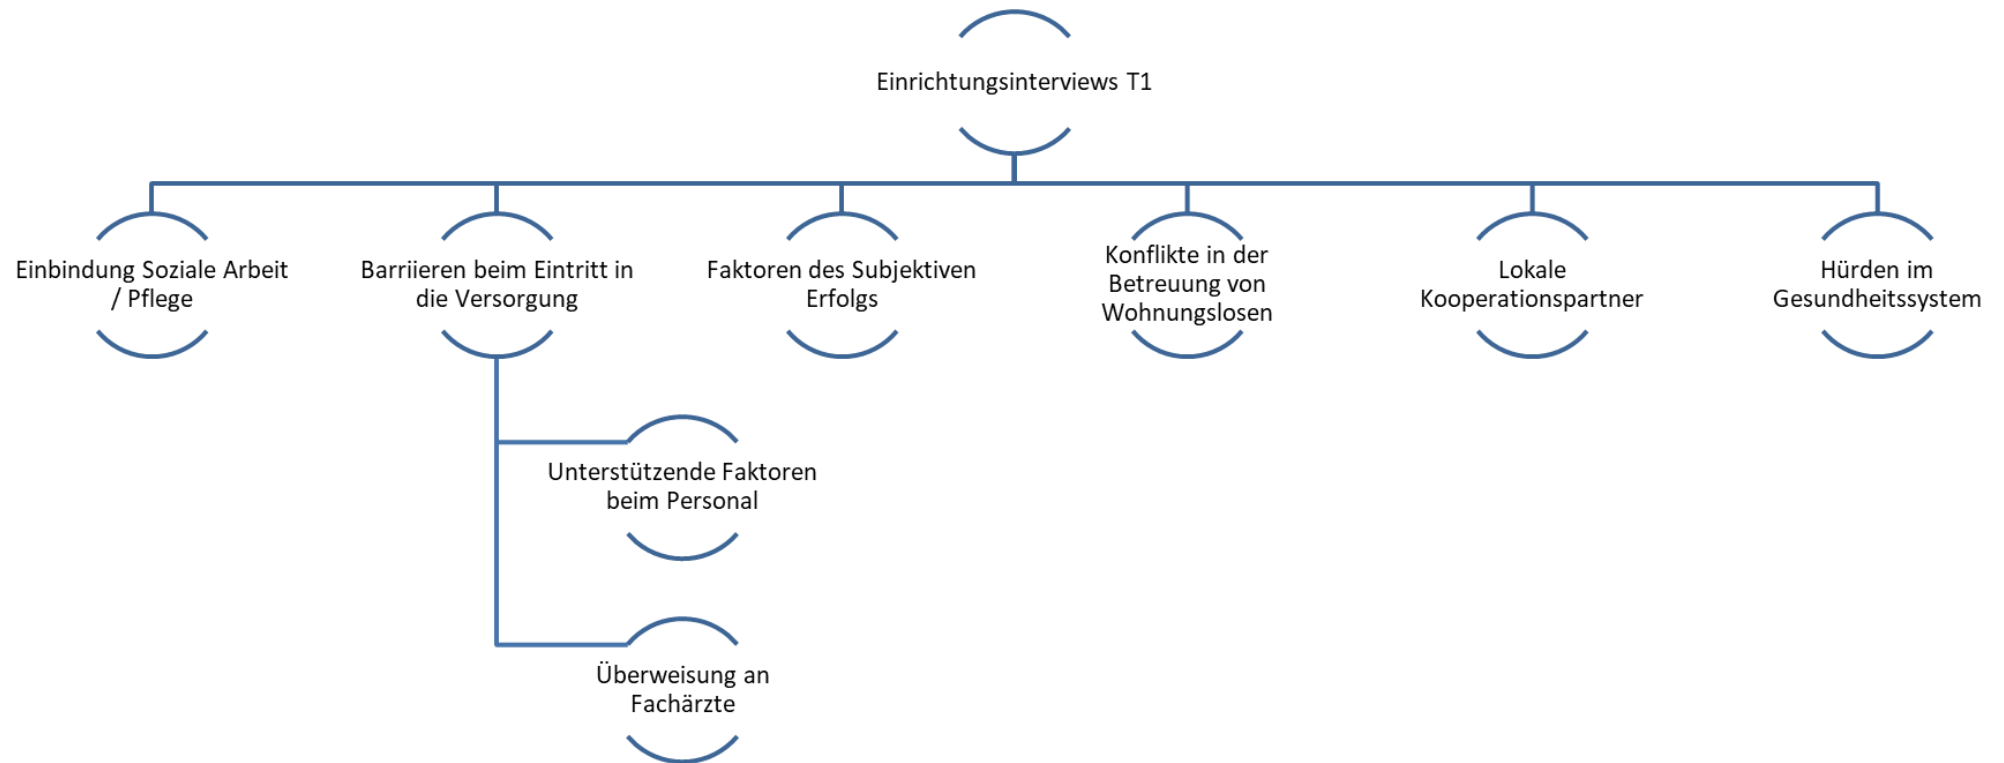 Einrichtungsinterviews T1
Einbindung Soziale Arbeit
/ Pflege
Barriieren beim Eintritt in
die Versorgung
Faktoren des Subjektiven
Erfolgs
Konflikte in der
Betreuung von
Wohnungslosen
Lokale
Kooperationspartner
Hürden im
Gesundheitssystem
Unterstützende Faktoren
beim Personal
Überweisung an
Fachärzte